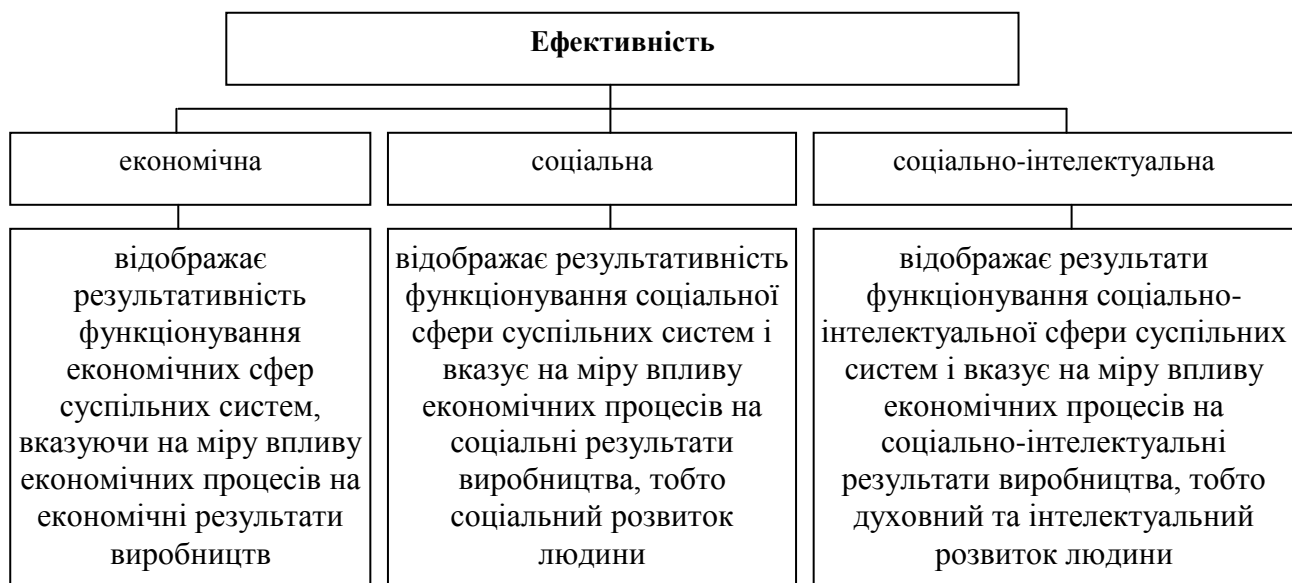 Ефективність
економічна
соціальна
соціально-інтелектуальна
відображає
результативність
функціонування
економічних сфер
суспільних систем,
вказуючи на міру впливу
економічних процесів на
економічні результати
виробництв
відображає результативність
функціонування соціальної
сфери суспільних систем і
вказує на міру впливу
економічних процесів на
соціальні результати
виробництва, тобто
соціальний розвиток
людини
відображає результати
функціонування соціально-
інтелектуальної сфери суспільних
систем і вказує на міру впливу
економічних процесів на
соціально-інтелектуальні
результати виробництва, тобто
духовний та інтелектуальний
розвиток людини